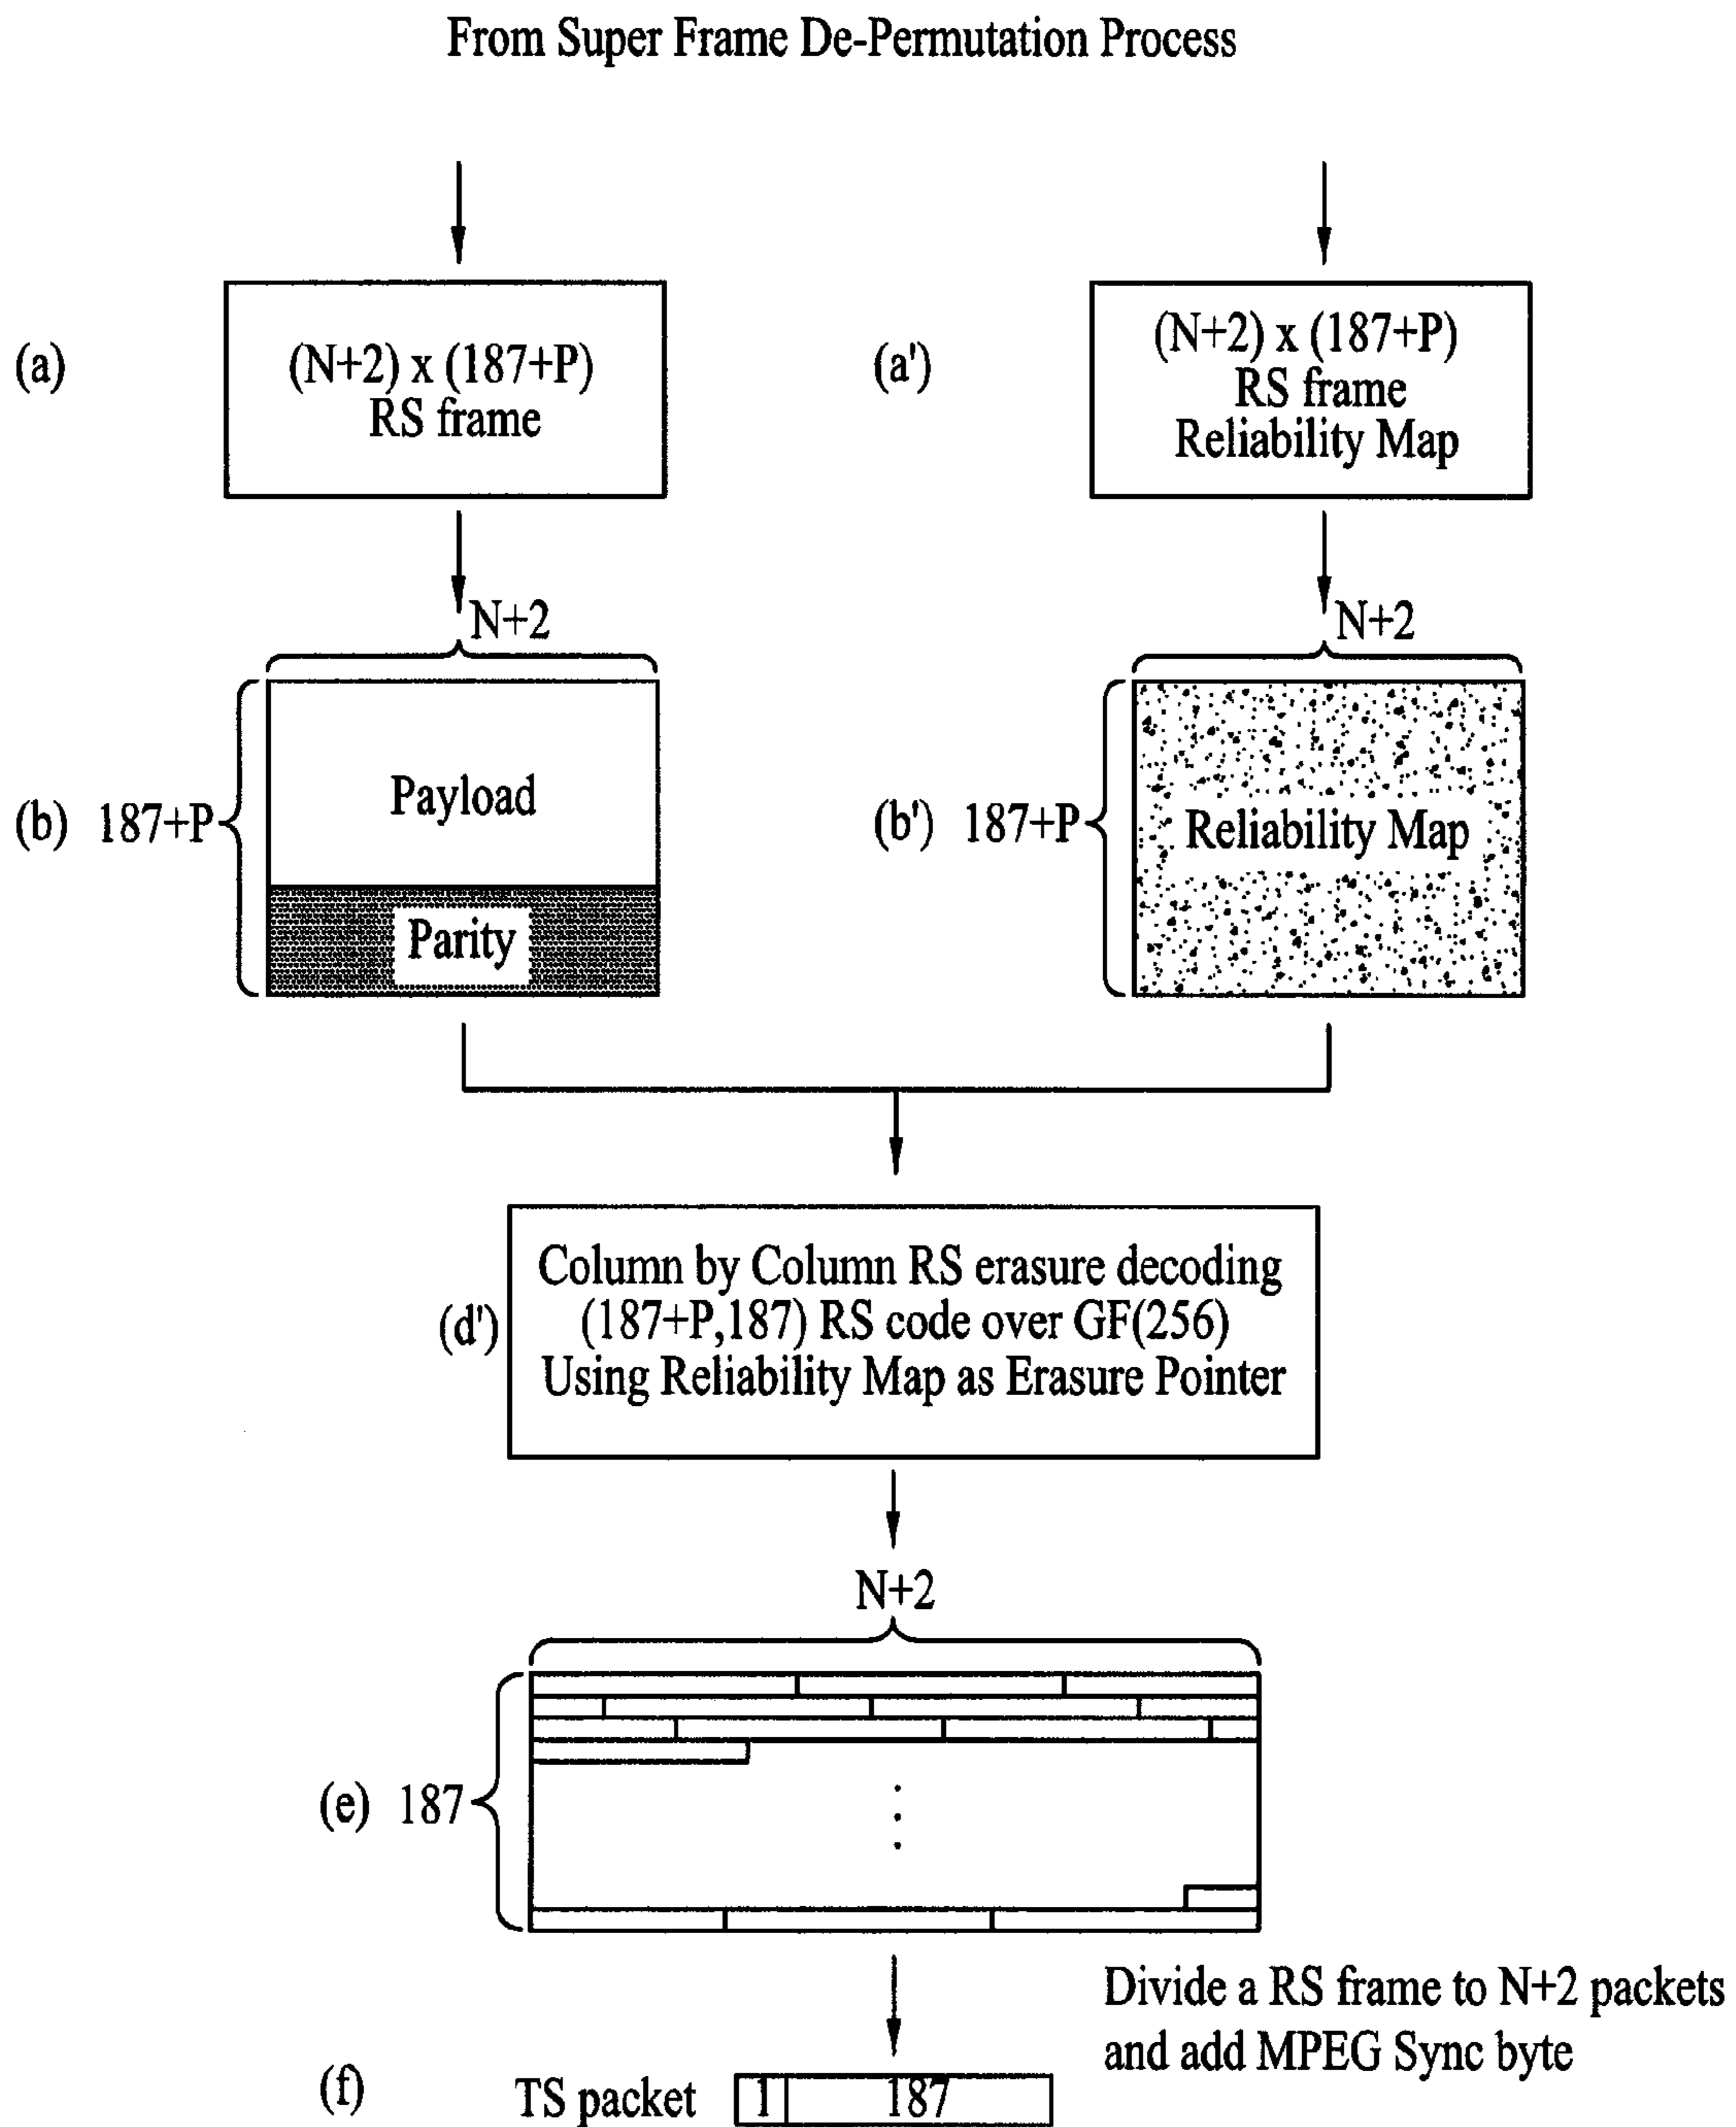 From Super Frame De-Permutation Process
(a)
(N+2) x (187+P)
RS frame
(a')
(N+2) x (187+P)
RS frame
Reliability Map
N+2
N+2
(b) 187+P
Payload
Parity
(b') 187+P
Reliability Map
(d')
Column by Column RS erasure decoding
(187+P,187) RS code over GF(256)
Using Reliability Map as Erasure Pointer
N+2
(e) 187
Divide a RS frame to N+2 packets
and add MPEG Sync byte
(f)
TS packet
1
187